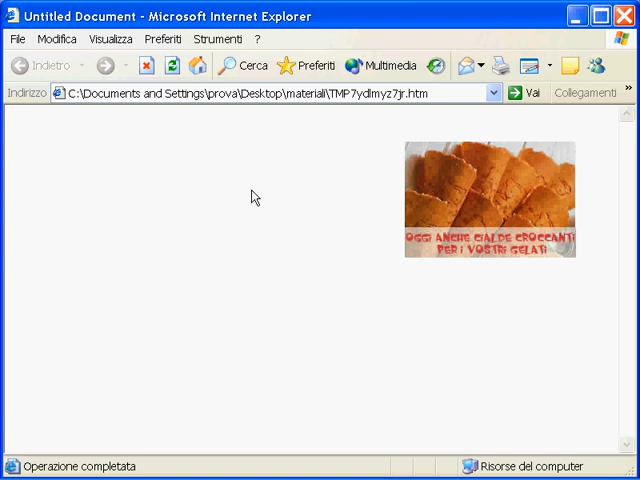 Untitled Document - Microsoft Internet Explorer
File Modifica Visualizza Preferiti Strumenti ?
Indietro Cerca Preferiti Multimedia
Indirizzo C:\Documents and Settings\prova\Desktop\materiali\TMP7ydlmyz7jr.htm Vai Collegamenti »
OGGI ANCHE CIALDE CROCCANTI
PER i VOSTRI GELATI
Operazione completata Risorse del computer